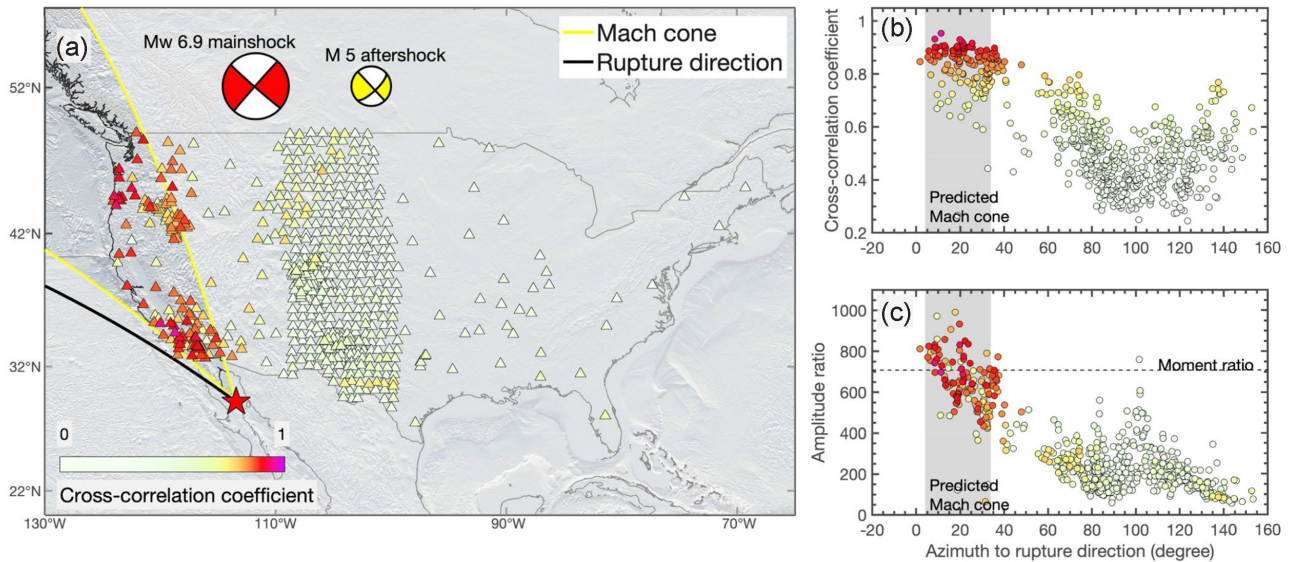 (a)
Mw 6.9 mainshock
M 5 aftershock
Mach cone
Rupture direction
52°N
42°N
32°N
22°N
0
1
Cross-correlation coefficient
130°W
110°W
90°W
70°W
(b)
Cross-correlation coefficient
1
0.8
0.6
0.4
0.2
Predicted
Mach cone
-20
0
20
40
60
80
100
120
140
160
(c)
Amplitude ratio
1000
800
600
400
200
0
Moment ratio
Predicted
Mach cone
-20
0
20
40
60
80
100
120
140
160
Azimuth to rupture direction (degree)